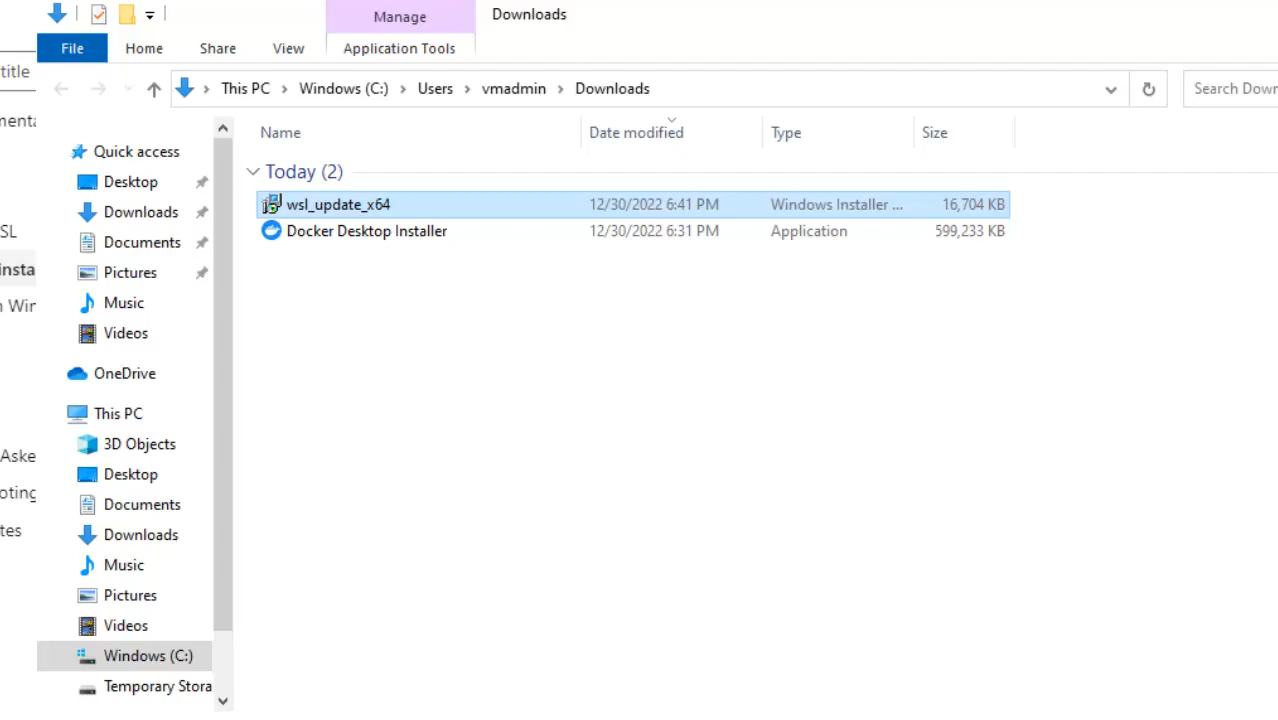 Manage
Downloads
File
Home
Share
View
Application Tools
title
This PC
Windows (C:)
Users
vmadmin
Downloads
Search Down
menta
Name
Date modified
Type
Size
Quick access
Today (2)
Desktop
wsl_update_x64
12/30/2022 6:41 PM
Windows Installer ...
16,704 KB
Downloads
Docker Desktop Installer
12/30/2022 6:31 PM
Application
599,233 KB
SL
Documents
insta
Pictures
n Wir
Music
Videos
OneDrive
This PC
3D Objects
Aske
Desktop
oting
Documents
tes
Downloads
Music
Pictures
Videos
Windows (C:)
Temporary Stora